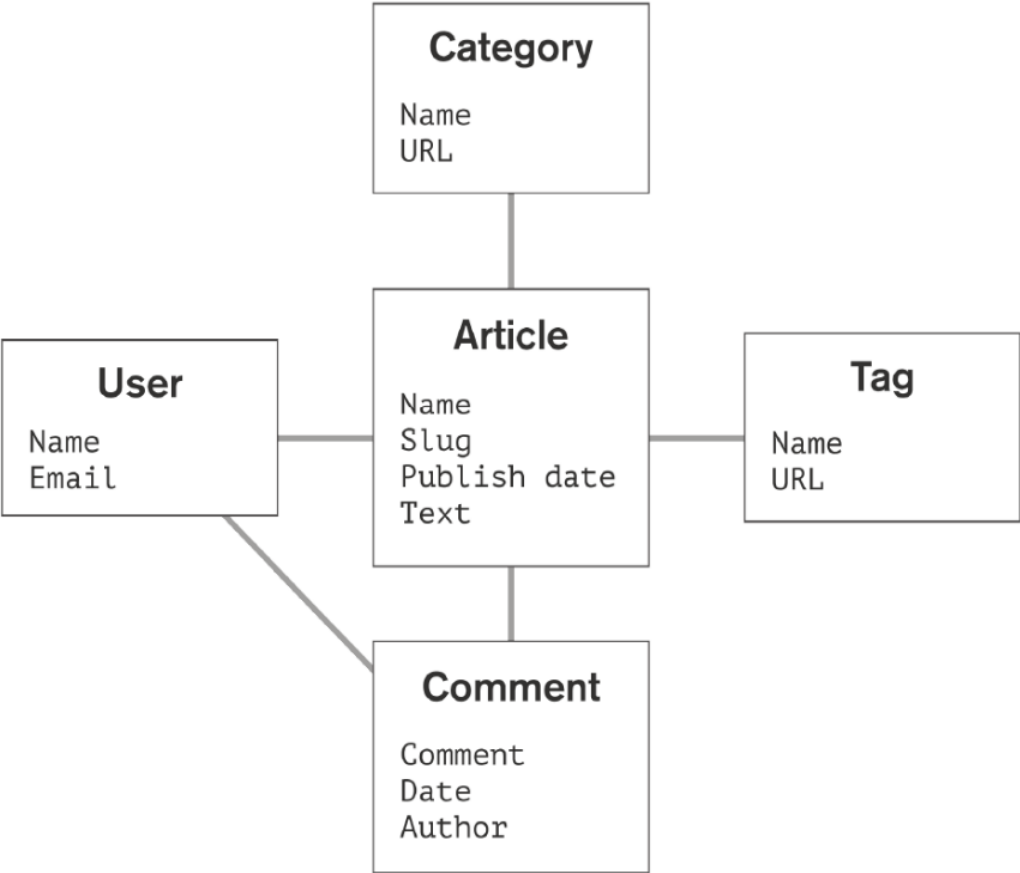 Category
Name
URL
Article
Name
Slug
Publish date
Text
User
Name
Email
Tag
Name
URL
Comment
Comment
Date
Author